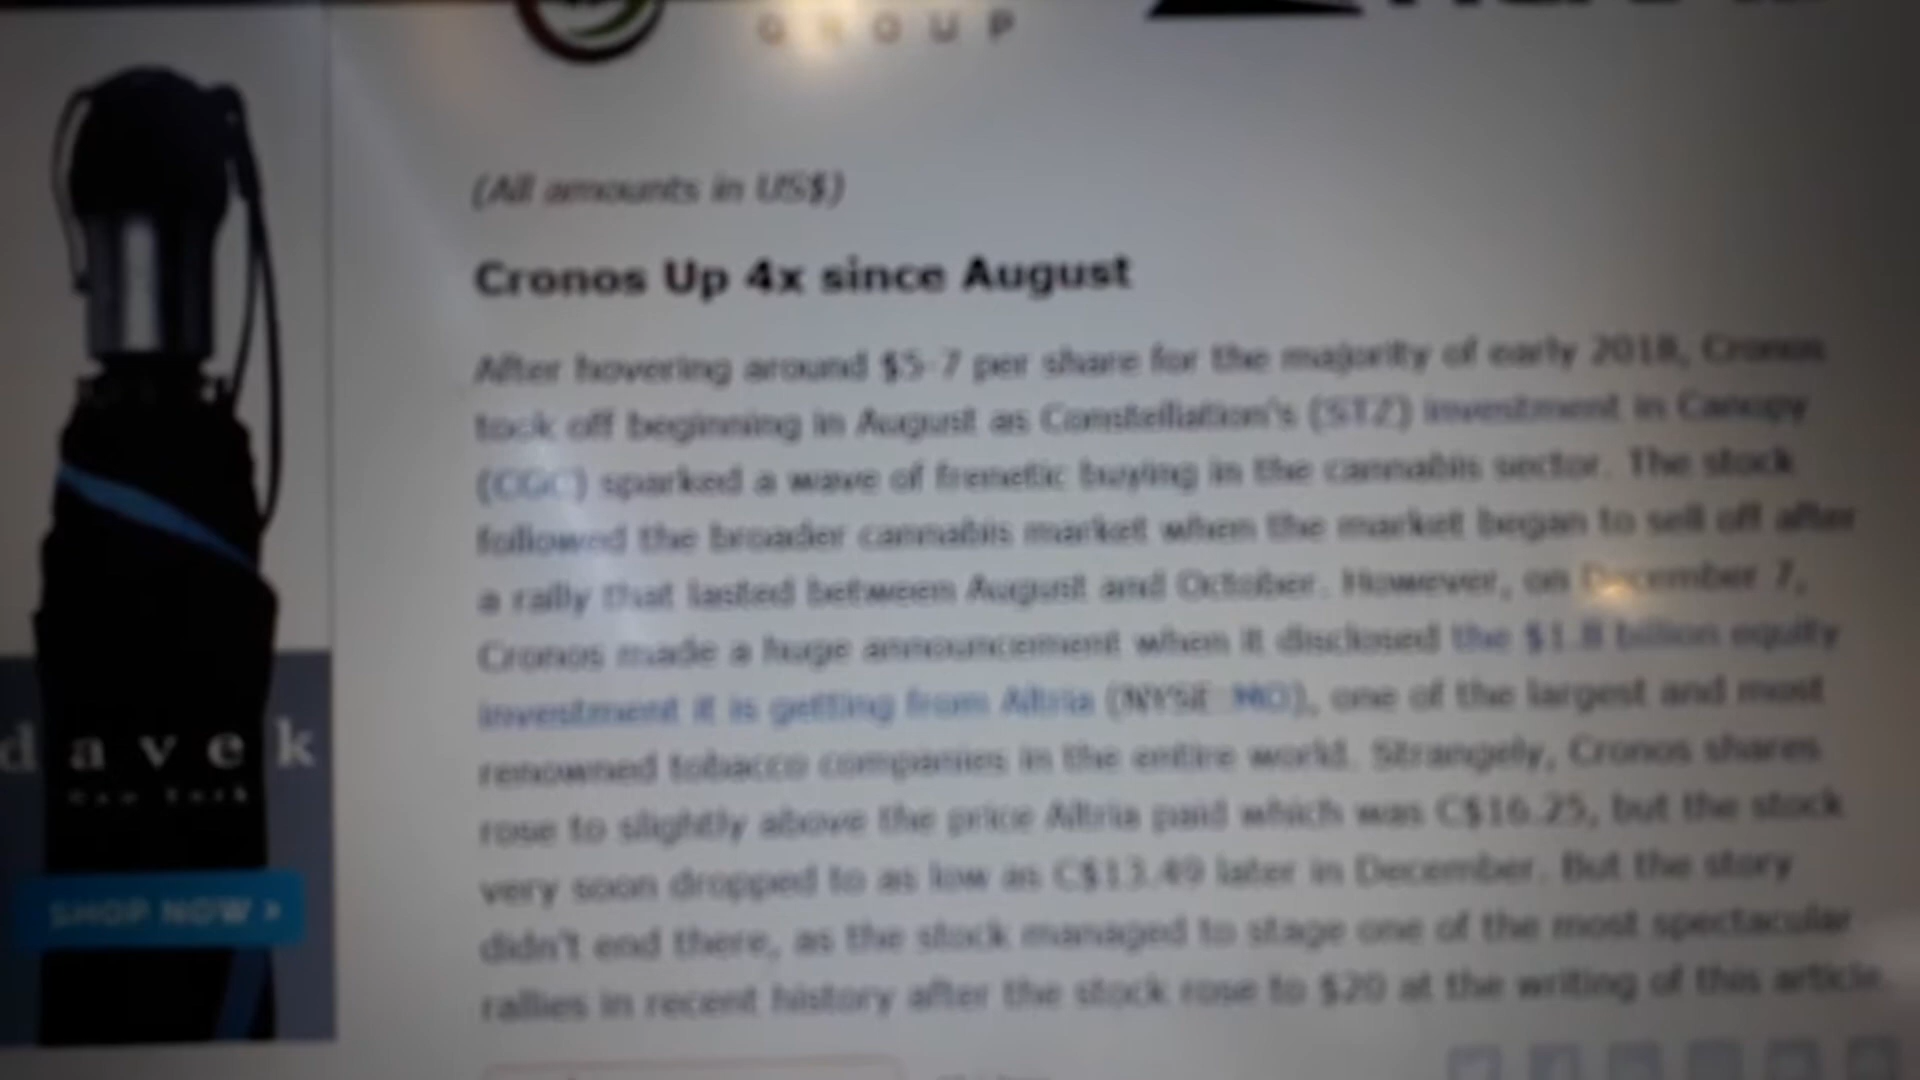 GROUP
(All amounts in US$)
Cronos Up 4x since August
After hovering around $5-7 per share for the majority of early 2018, Cronos
took off beginning in August as Constellation's (STZ) investment in Canopy
(CGC) sparked a wave of frenetic buying in the cannabis sector. The stock
followed the broader cannabis market when the market began to sell off after
a rally that lasted between August and October. However, on December 7,
Cronos made a huge announcement when it disclosed the $1.8 billion equity
investment it is getting from Altria (NYSE: MO), one of the largest and most
renowned tobacco companies in the entire world. Strangely, Cronos shares
rose to slightly above the price Altria paid which was C$16.25, but the stock
very soon dropped to as low as C$13.49 later in December. But the story
didn't end there, as the stock managed to stage one of the most spectacular
rallies in recent history after the stock rose to $20 at the writing of this article.
davek
New York
SHOP NOW >